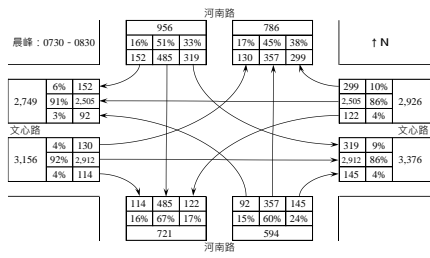 河南路
晨峰：0730 - 0830
956
16% 51% 33%
152 485 319
786
17% 45% 38%
130 357 299
↑N
2,749
6% 152
91% 2,505
3% 92
299 10%
2,505 86%
122 4%
2,926
文心路
文心路
3,156
4% 130
92% 2,912
4% 114
319 9%
2,912 86%
145 4%
3,376
114 485 122
16% 67% 17%
721
92 357 145
15% 60% 24%
594
河南路